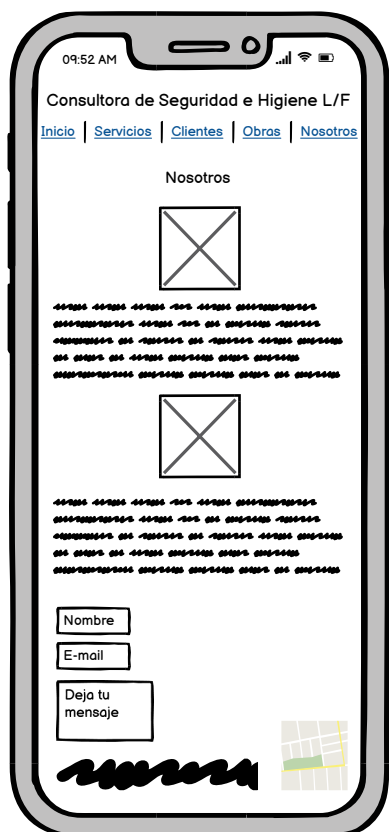 09:52 AM
Consultora de Seguridad e Higiene L/F
Inicio | Servicios | Clientes | Obras | Nosotros
Nosotros
Nombre
E-mail
Deja tu
mensaje